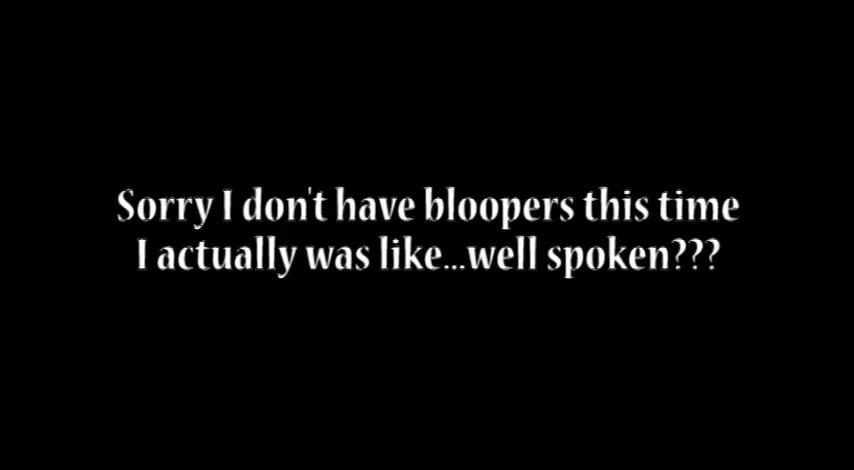 Sorry I don't have bloopers this time
I actually was like...well spoken???